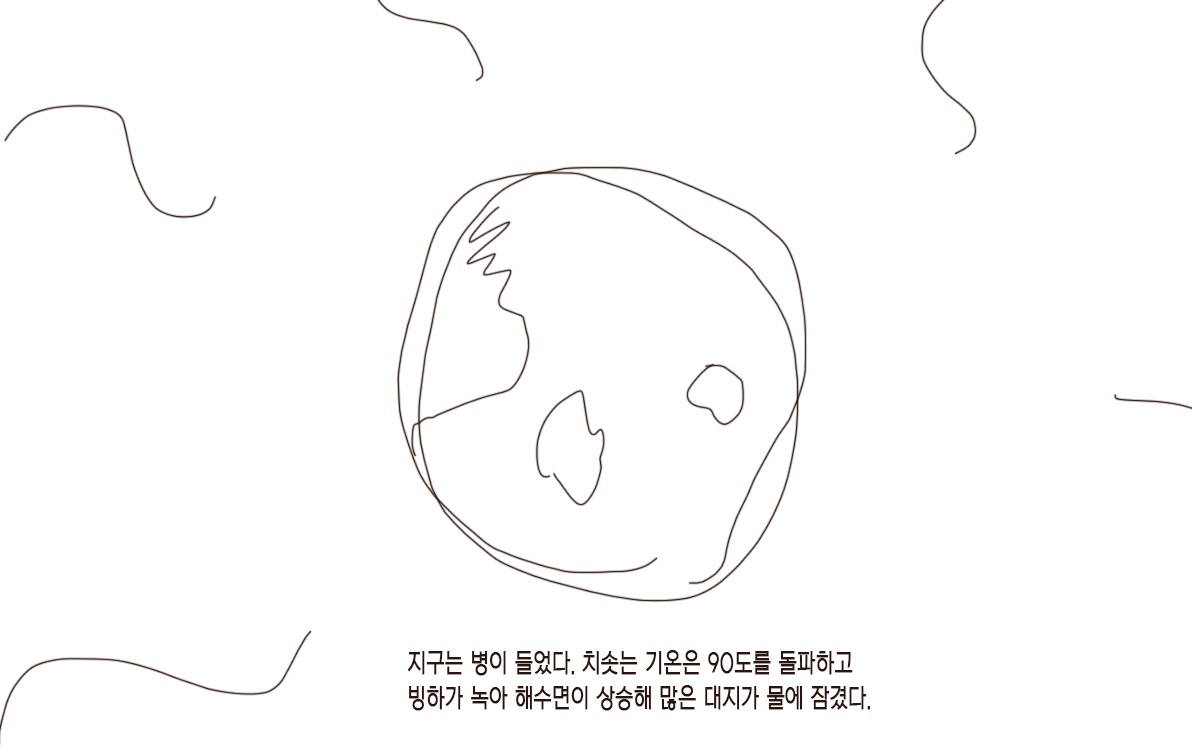 지구는 병이 들었다. 치솟는 기온은 90도를 돌파하고
빙하가 녹아 해수면이 상승해 많은 대지가 물에 잠겼다.